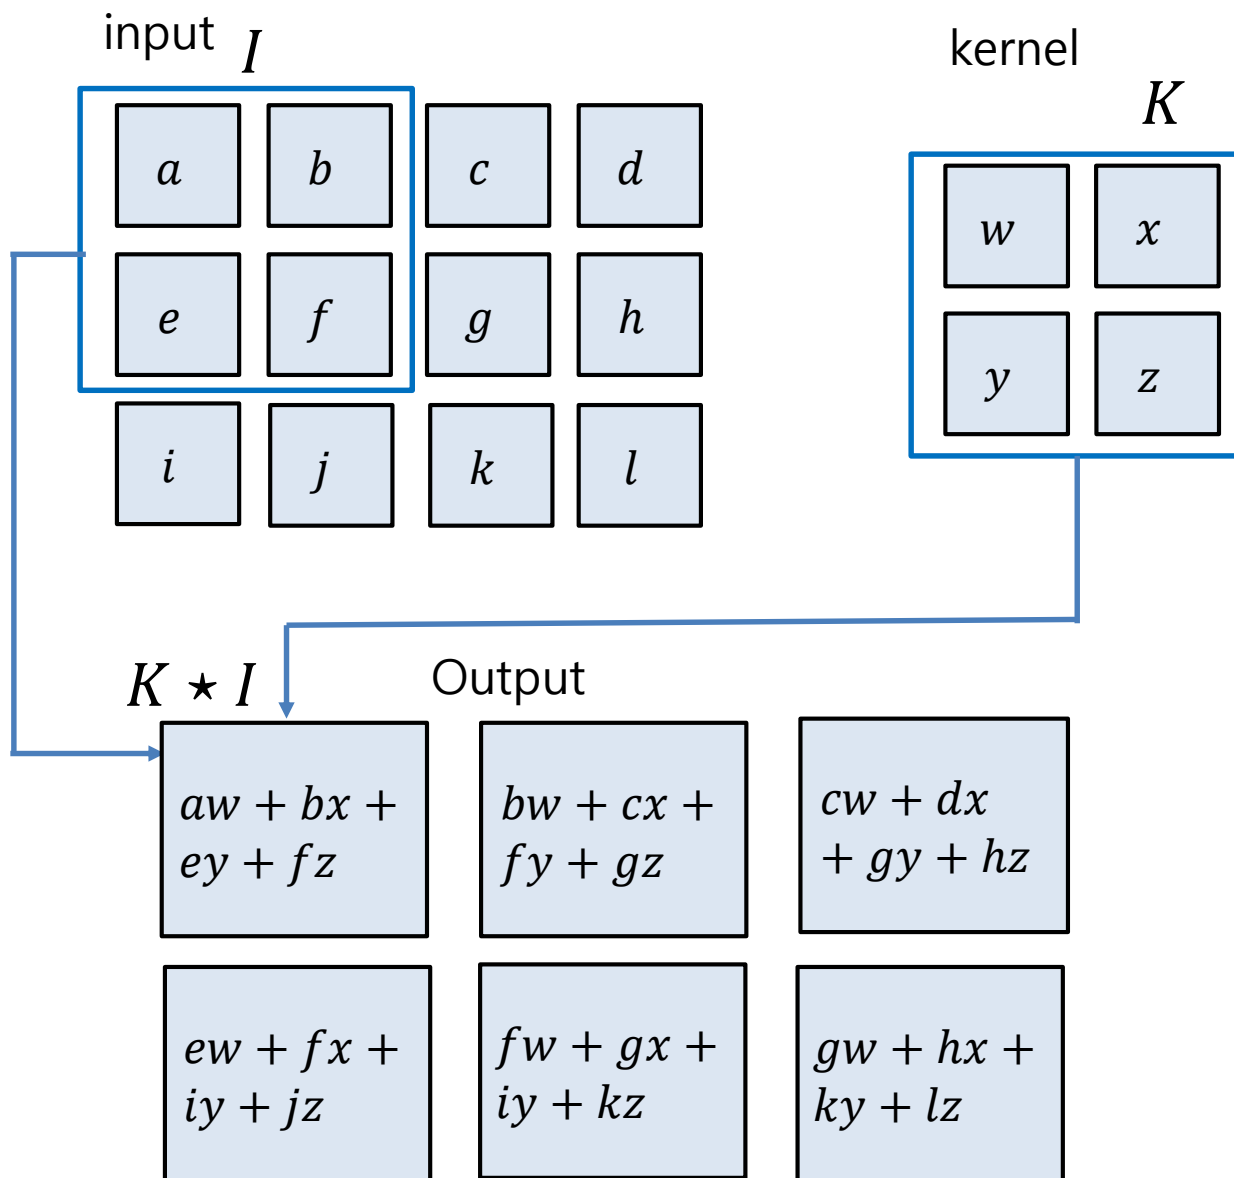 input I
kernel
K
a b c d
w x
e f g h
y z
i j k l
K ⋆ I Output
aw + bx +
ey + fz
bw + cx +
fy + gz
cw + dx
+ gy + hz
ew + fx +
iy + jz
fw + gx +
iy + kz
gw + hx +
ky + lz